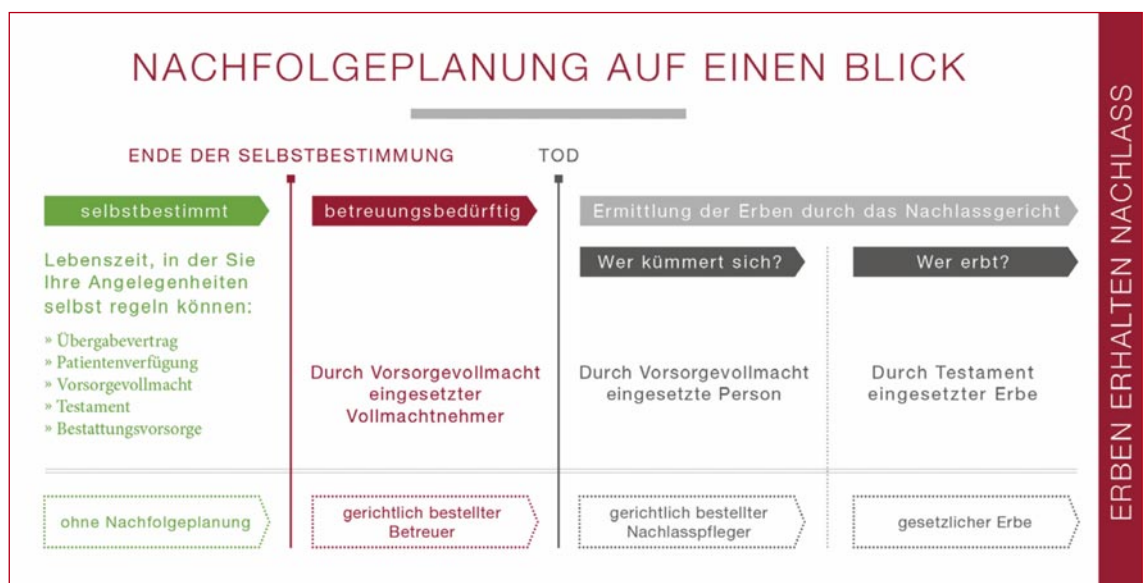 NACHFOLGEPLANUNG AUF EINEN BLICK
ENDE DER SELBSTBESTIMMUNG
TOD
selbstbestimmt
betreuungsbedürftig
Ermittlung der Erben durch das Nachlassgericht
Wer kümmert sich?
Wer erbt?
Lebenszeit, in der Sie
Ihre Angelegenheiten
selbst regeln können:
» Übergabevertrag
» Patientenverfügung
» Vorsorgevollmacht
» Testament
» Bestattungsvorsorge
Durch Vorsorgevollmacht
eingesetzter
Vollmachtnehmer
Durch Vorsorgevollmacht
eingesetzte Person
Durch Testament
eingesetzter Erbe
ohne Nachfolgeplanung
gerichtlich bestellter
Betreuer
gerichtlich bestellter
Nachlasspfleger
gesetzlicher Erbe
ERBEN ERHALTEN NACHLASS